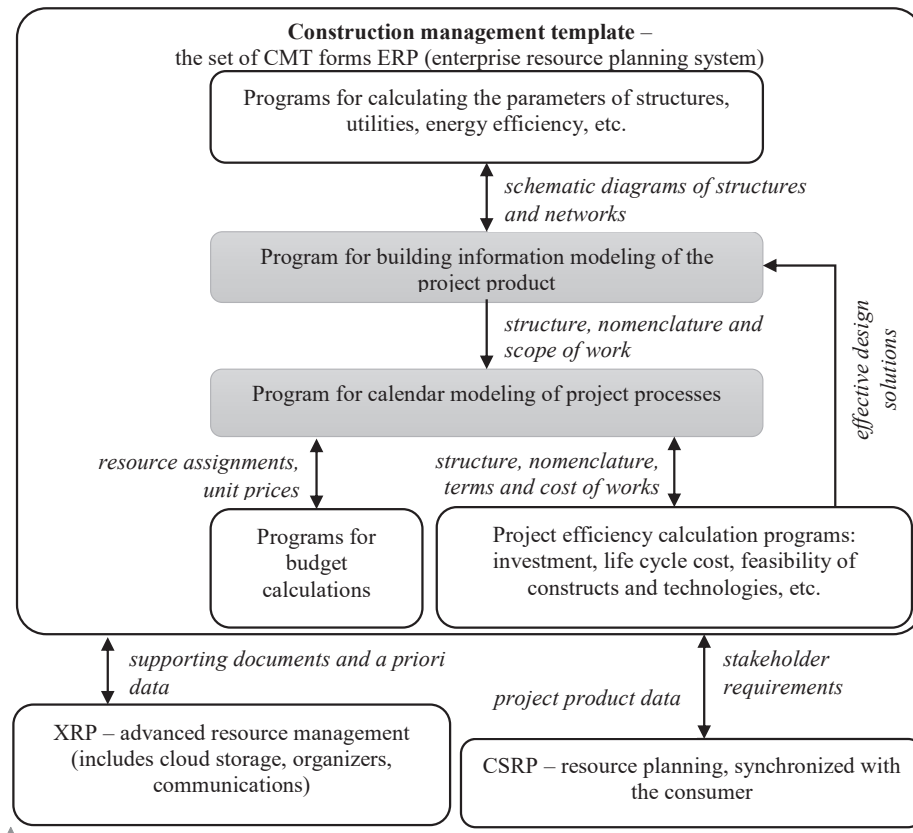 Construction management template –
the set of CMT forms ERP (enterprise resource planning system)
Programs for calculating the parameters of structures,
utilities, energy efficiency, etc.
schematic diagrams of structures
and networks
Program for building information modeling of the
project product
structure, nomenclature and
scope of work
effective design
solutions
Program for calendar modeling of project processes
resource assignments,
unit prices
structure, nomenclature,
terms and cost of works
Programs for
budget
calculations
Project efficiency calculation programs:
investment, life cycle cost, feasibility of
constructs and technologies, etc.
supporting documents and a priori
data
stakeholder
requirements
project product data
XRP – advanced resource management
(includes cloud storage, organizers,
communications)
CSRP – resource planning, synchronized with
the consumer